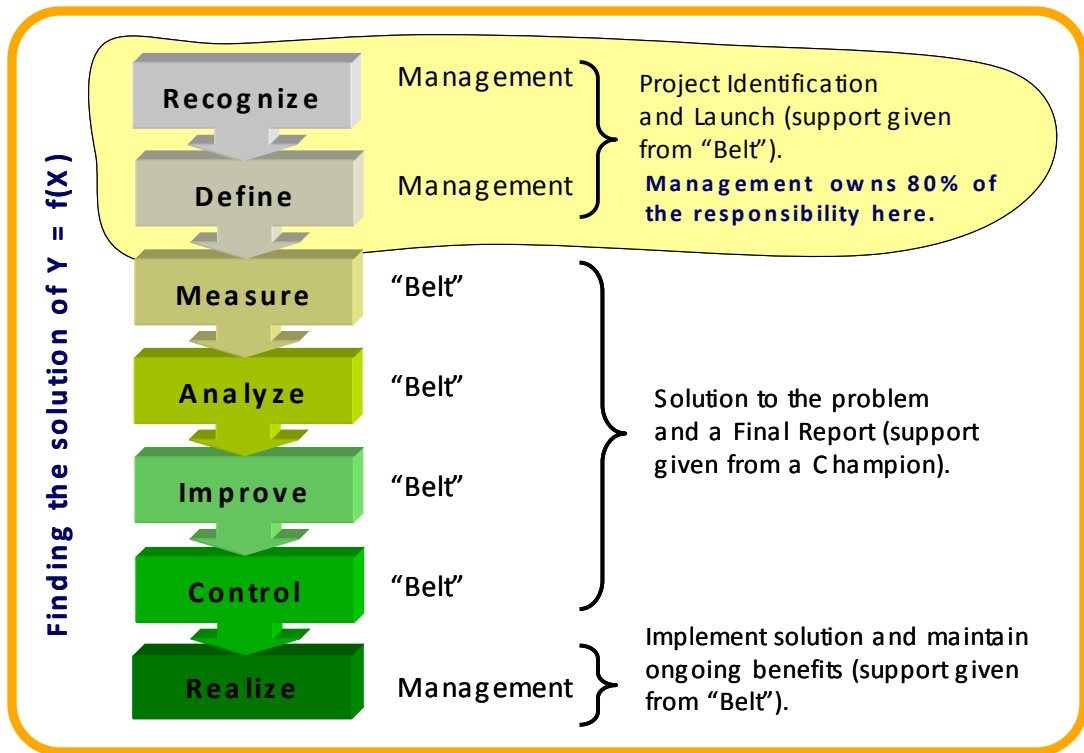 Finding the solution of Y = f(X)
Recognize
Management
Project Identification
and Launch (support given
from “Belt”).
Define
Management
Management owns 80% of
the responsibility here.
Measure
“Belt”
Analyze
“Belt”
Solution to the problem
and a Final Report (support
given from a Champion).
Improve
“Belt”
Control
“Belt”
Realize
Management
Implement solution and maintain
ongoing benefits (support given
from “Belt”).